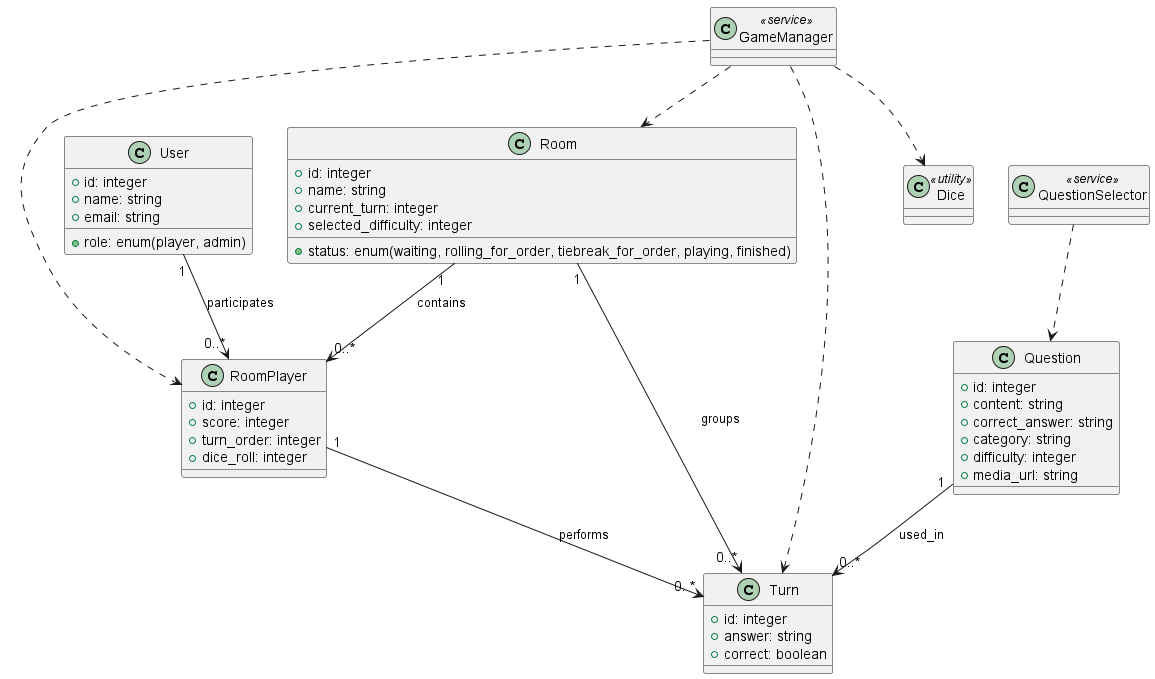 «service»
C
GameManager
C
User
id: integer
name: string
email: string
role: enum(player, admin)
C
Room
id: integer
name: string
current_turn: integer
selected_difficulty: integer
status: enum(waiting, rolling_for_order, tiebreak_for_order, playing, finished)
«utility»
C
Dice
«service»
C
QuestionSelector
1
participates
0..*
1
contains
0..*
1
groups
0..*
C
RoomPlayer
id: integer
score: integer
turn_order: integer
dice_roll: integer
C
Question
id: integer
content: string
correct_answer: string
category: string
difficulty: integer
media_url: string
1
performs
0..*
1
used_in
0..*
C
Turn
id: integer
answer: string
correct: boolean